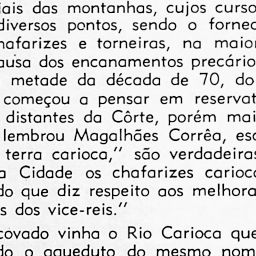 iais das montanhas, cujos curso
diversos pontos, sendo o fornec
hafarizes e torneiras, na maior
ausa dos encanamentos precário
metade da década de 70, do
começou a pensar em reservat
distantes da Côrte, porém mai
lembrou Magalhães Corrêa, esc
terra carioca,” são verdadeiras
a Cidade os chafarizes carioc
do que diz respeito aos melhora
s dos vice-reis.”
covado vinha o Rio Carioca que
do o aqueduto do mesmo nom